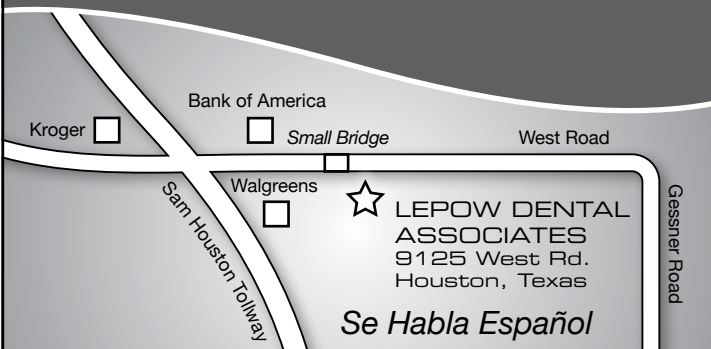 Bank of America
Kroger
Small Bridge
West Road
Walgreens
Sam Houston Tollway
LEPOW DENTAL
ASSOCIATES
9125 West Rd.
Houston, Texas
Gessner Road
Se Habla Español